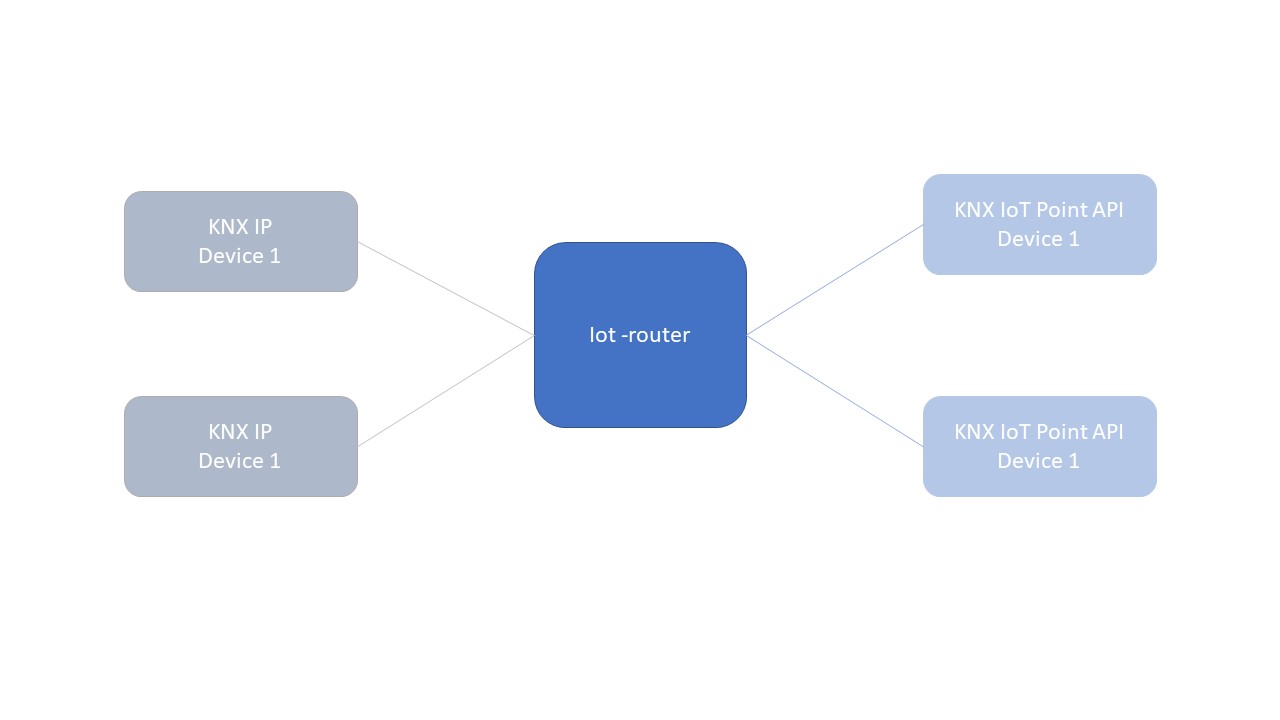 KNX IP
Device 1
KNX IP
Device 1
Iot -router
KNX IoT Point API
Device 1
KNX IoT Point API
Device 1